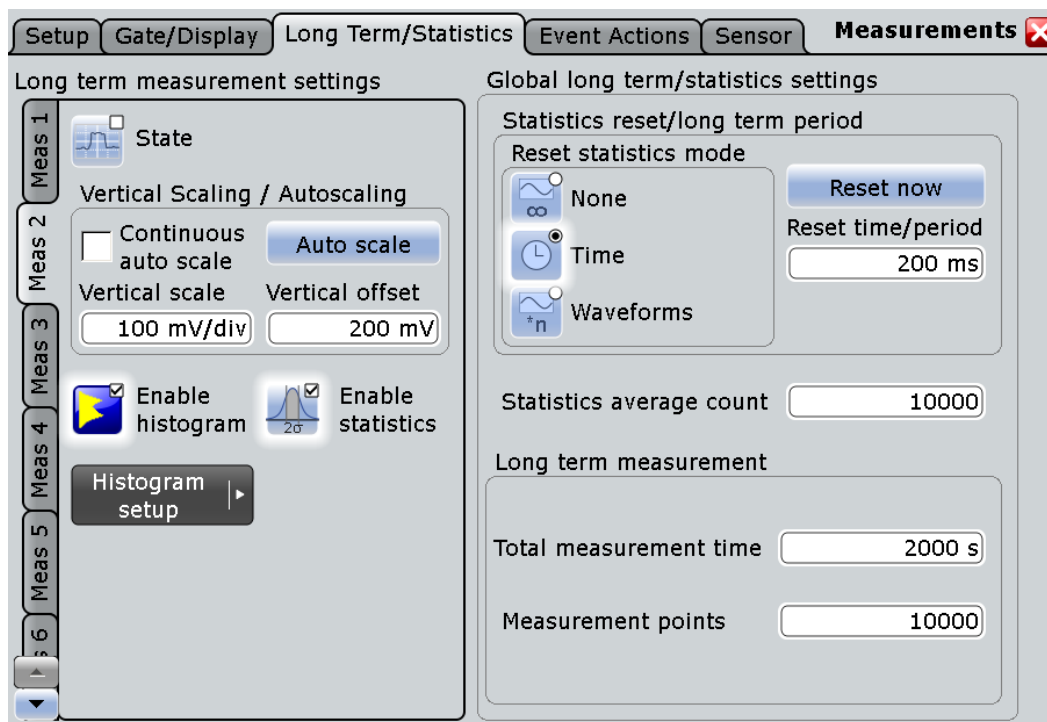 Setup
Gate/Display
Long Term/Statistics
Event Actions
Sensor
Measurements
Long term measurement settings
Meas 1
Meas 2
Meas 3
Meas 4
Meas 5
6
State
Vertical Scaling / Autoscaling
Continuous
auto scale
Auto scale
Vertical scale
Vertical offset
100 mV/div
200 mV
Enable
histogram
2σ
Enable
statistics
Histogram
setup
Global long term/statistics settings
Statistics reset/long term period
Reset statistics mode
∞
None
Time
*n
Waveforms
Reset now
Reset time/period
200 ms
Statistics average count
10000
Long term measurement
Total measurement time
2000 s
Measurement points
10000